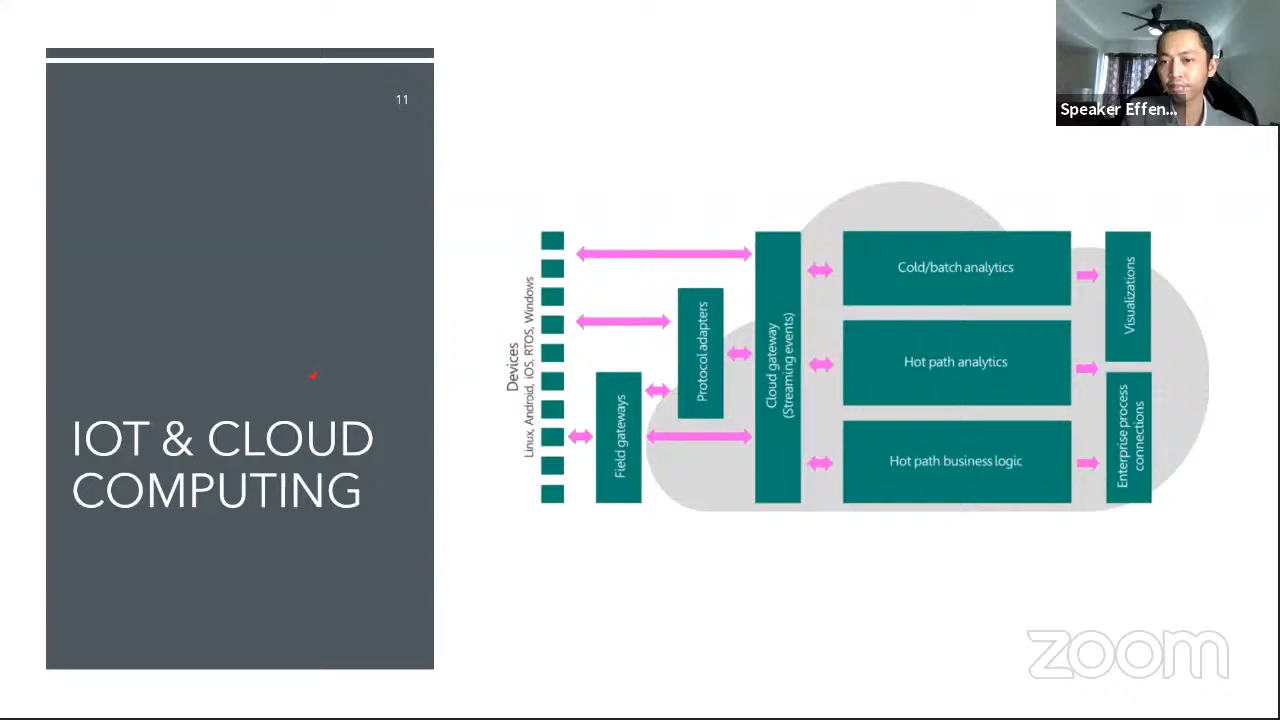 11
IOT & CLOUD
COMPUTING
Speaker Effen...
Devices
Linux, Android, iOS, RTOS, Windows
Field gateways
Protocol adapters
Cloud gateway
(Streaming events)
Cold/batch analytics
Hot path analytics
Hot path business logic
Visualizations
Enterprise process
connections
zoom